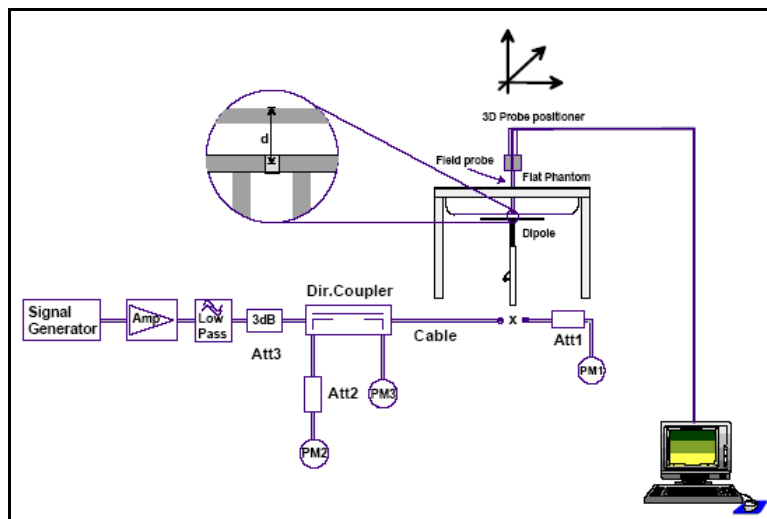 3D Probe positioner
d
Field probe
Flat Phantom
Dipole
Dir.Coupler
Signal
Generator
Amp
Low
Pass
3dB
Cable
x
Att1
Att3
Att2
PM1
PM3
PM2